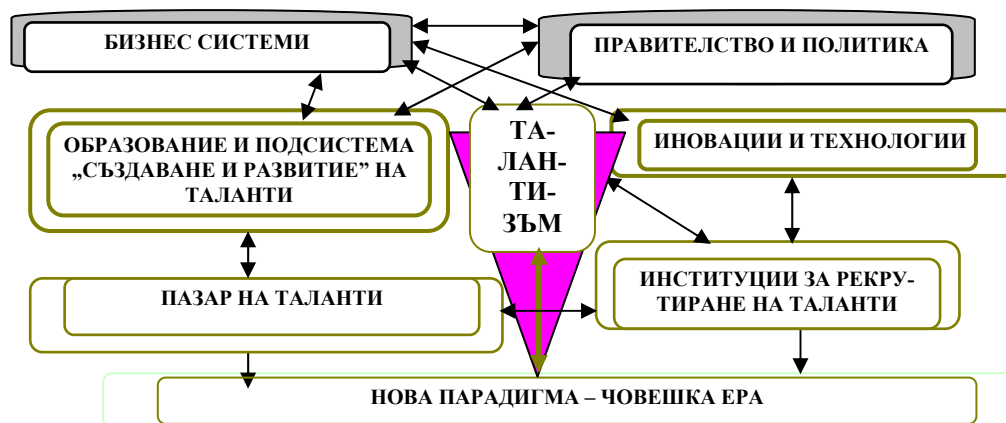 БИЗНЕС СИСТЕМИ
ПРАВИТЕЛСТВО И ПОЛИТИКА
ОБРАЗОВАНИЕ И ПОДСИСТЕМА
„СЪЗДАВАНЕ И РАЗВИТИЕ” НА
ТАЛАНТИ
ТА-
ЛАН-
ТИ-
ЗЪМ
ИНОВАЦИИ И ТЕХНОЛОГИИ
ПАЗАР НА ТАЛАНТИ
ИНСТИТУЦИИ ЗА РЕКРУ-
ТИРАНЕ НА ТАЛАНТИ
НОВА ПАРАДИГМА – ЧОВЕШКА ЕРА